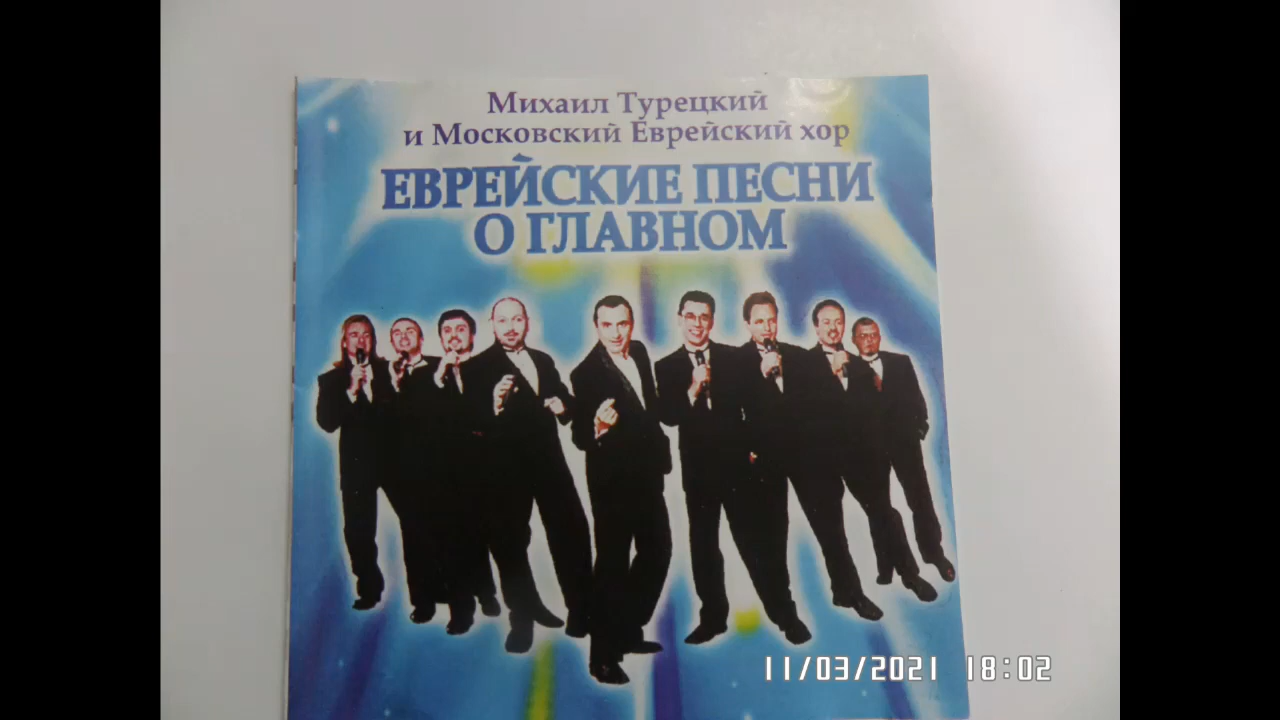 Михаил Турецкий
и Московский Еврейский хор
ЕВРЕЙСКИЕ ПЕСНИ
О ГЛАВНОМ
11/03/2021 18:02